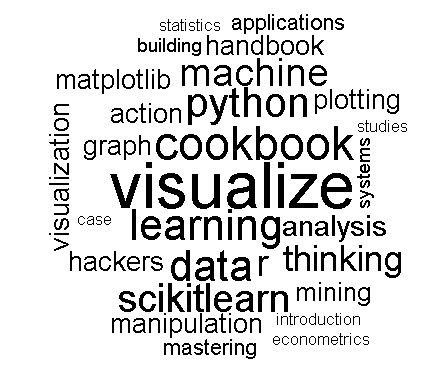 statistics applications
building handbook
matplotlib machine
action python plotting
visualization
graph cookbook studies
visualize systems
case learning analysis
hackers data r thinking
scikitlearn mining
manipulation introduction
mastering econometrics